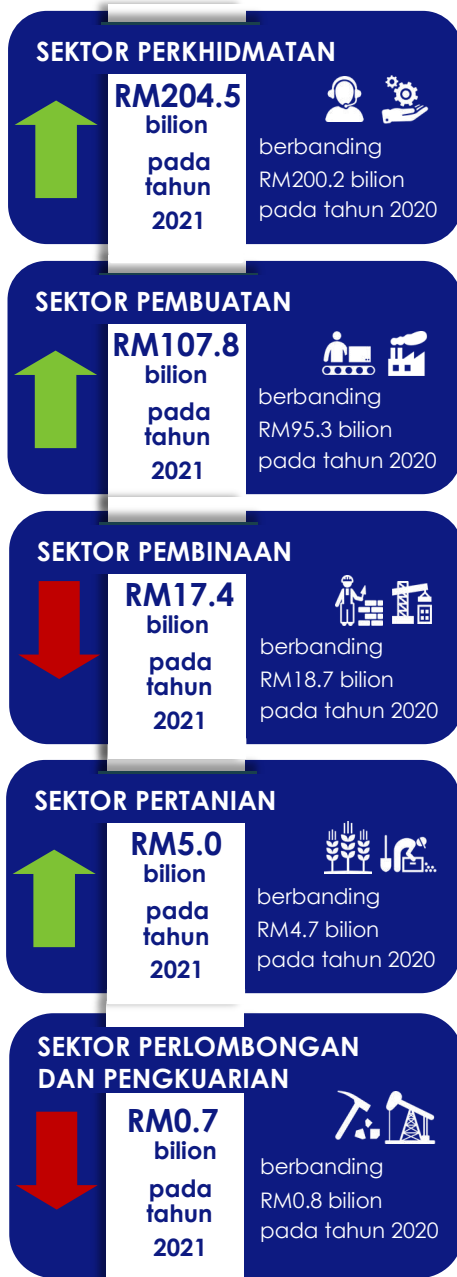 SEKTOR PERKHIDMATAN
RM204.5
bilion
pada
tahun
2021
berbanding
RM200.2 bilion
pada tahun 2020
SEKTOR PEMBUATAN
RM107.8
bilion
pada
tahun
2021
berbanding
RM95.3 bilion
pada tahun 2020
SEKTOR PEMBINAAN
RM17.4
bilion
pada
tahun
2021
berbanding
RM18.7 bilion
pada tahun 2020
SEKTOR PERTANIAN
RM5.0
bilion
pada
tahun
2021
berbanding
RM4.7 bilion
pada tahun 2020
SEKTOR PERLOMBONGAN
DAN PENGKUARIAN
RM0.7
bilion
pada
tahun
2021
berbanding
RM0.8 bilion
pada tahun 2020